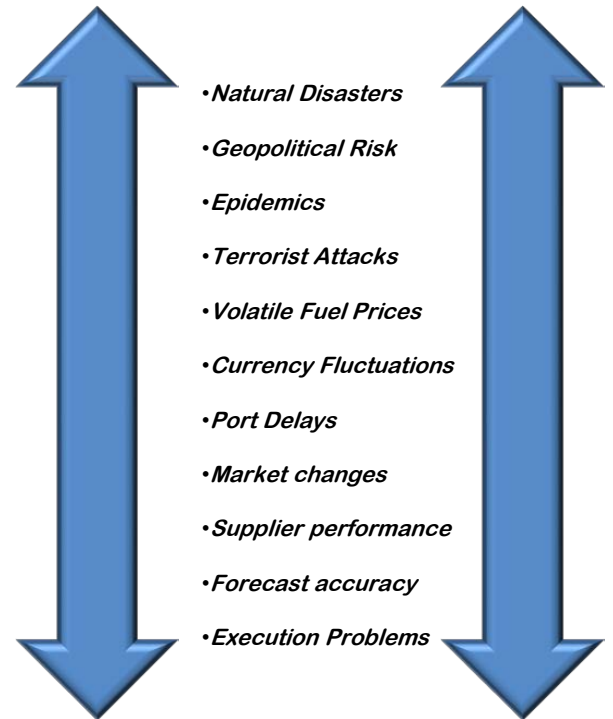 •Natural Disasters
•Geopolitical Risk
•Epidemics
•Terrorist Attacks
•Volatile Fuel Prices
•Currency Fluctuations
•Port Delays
•Market changes
•Supplier performance
•Forecast accuracy
•Execution Problems